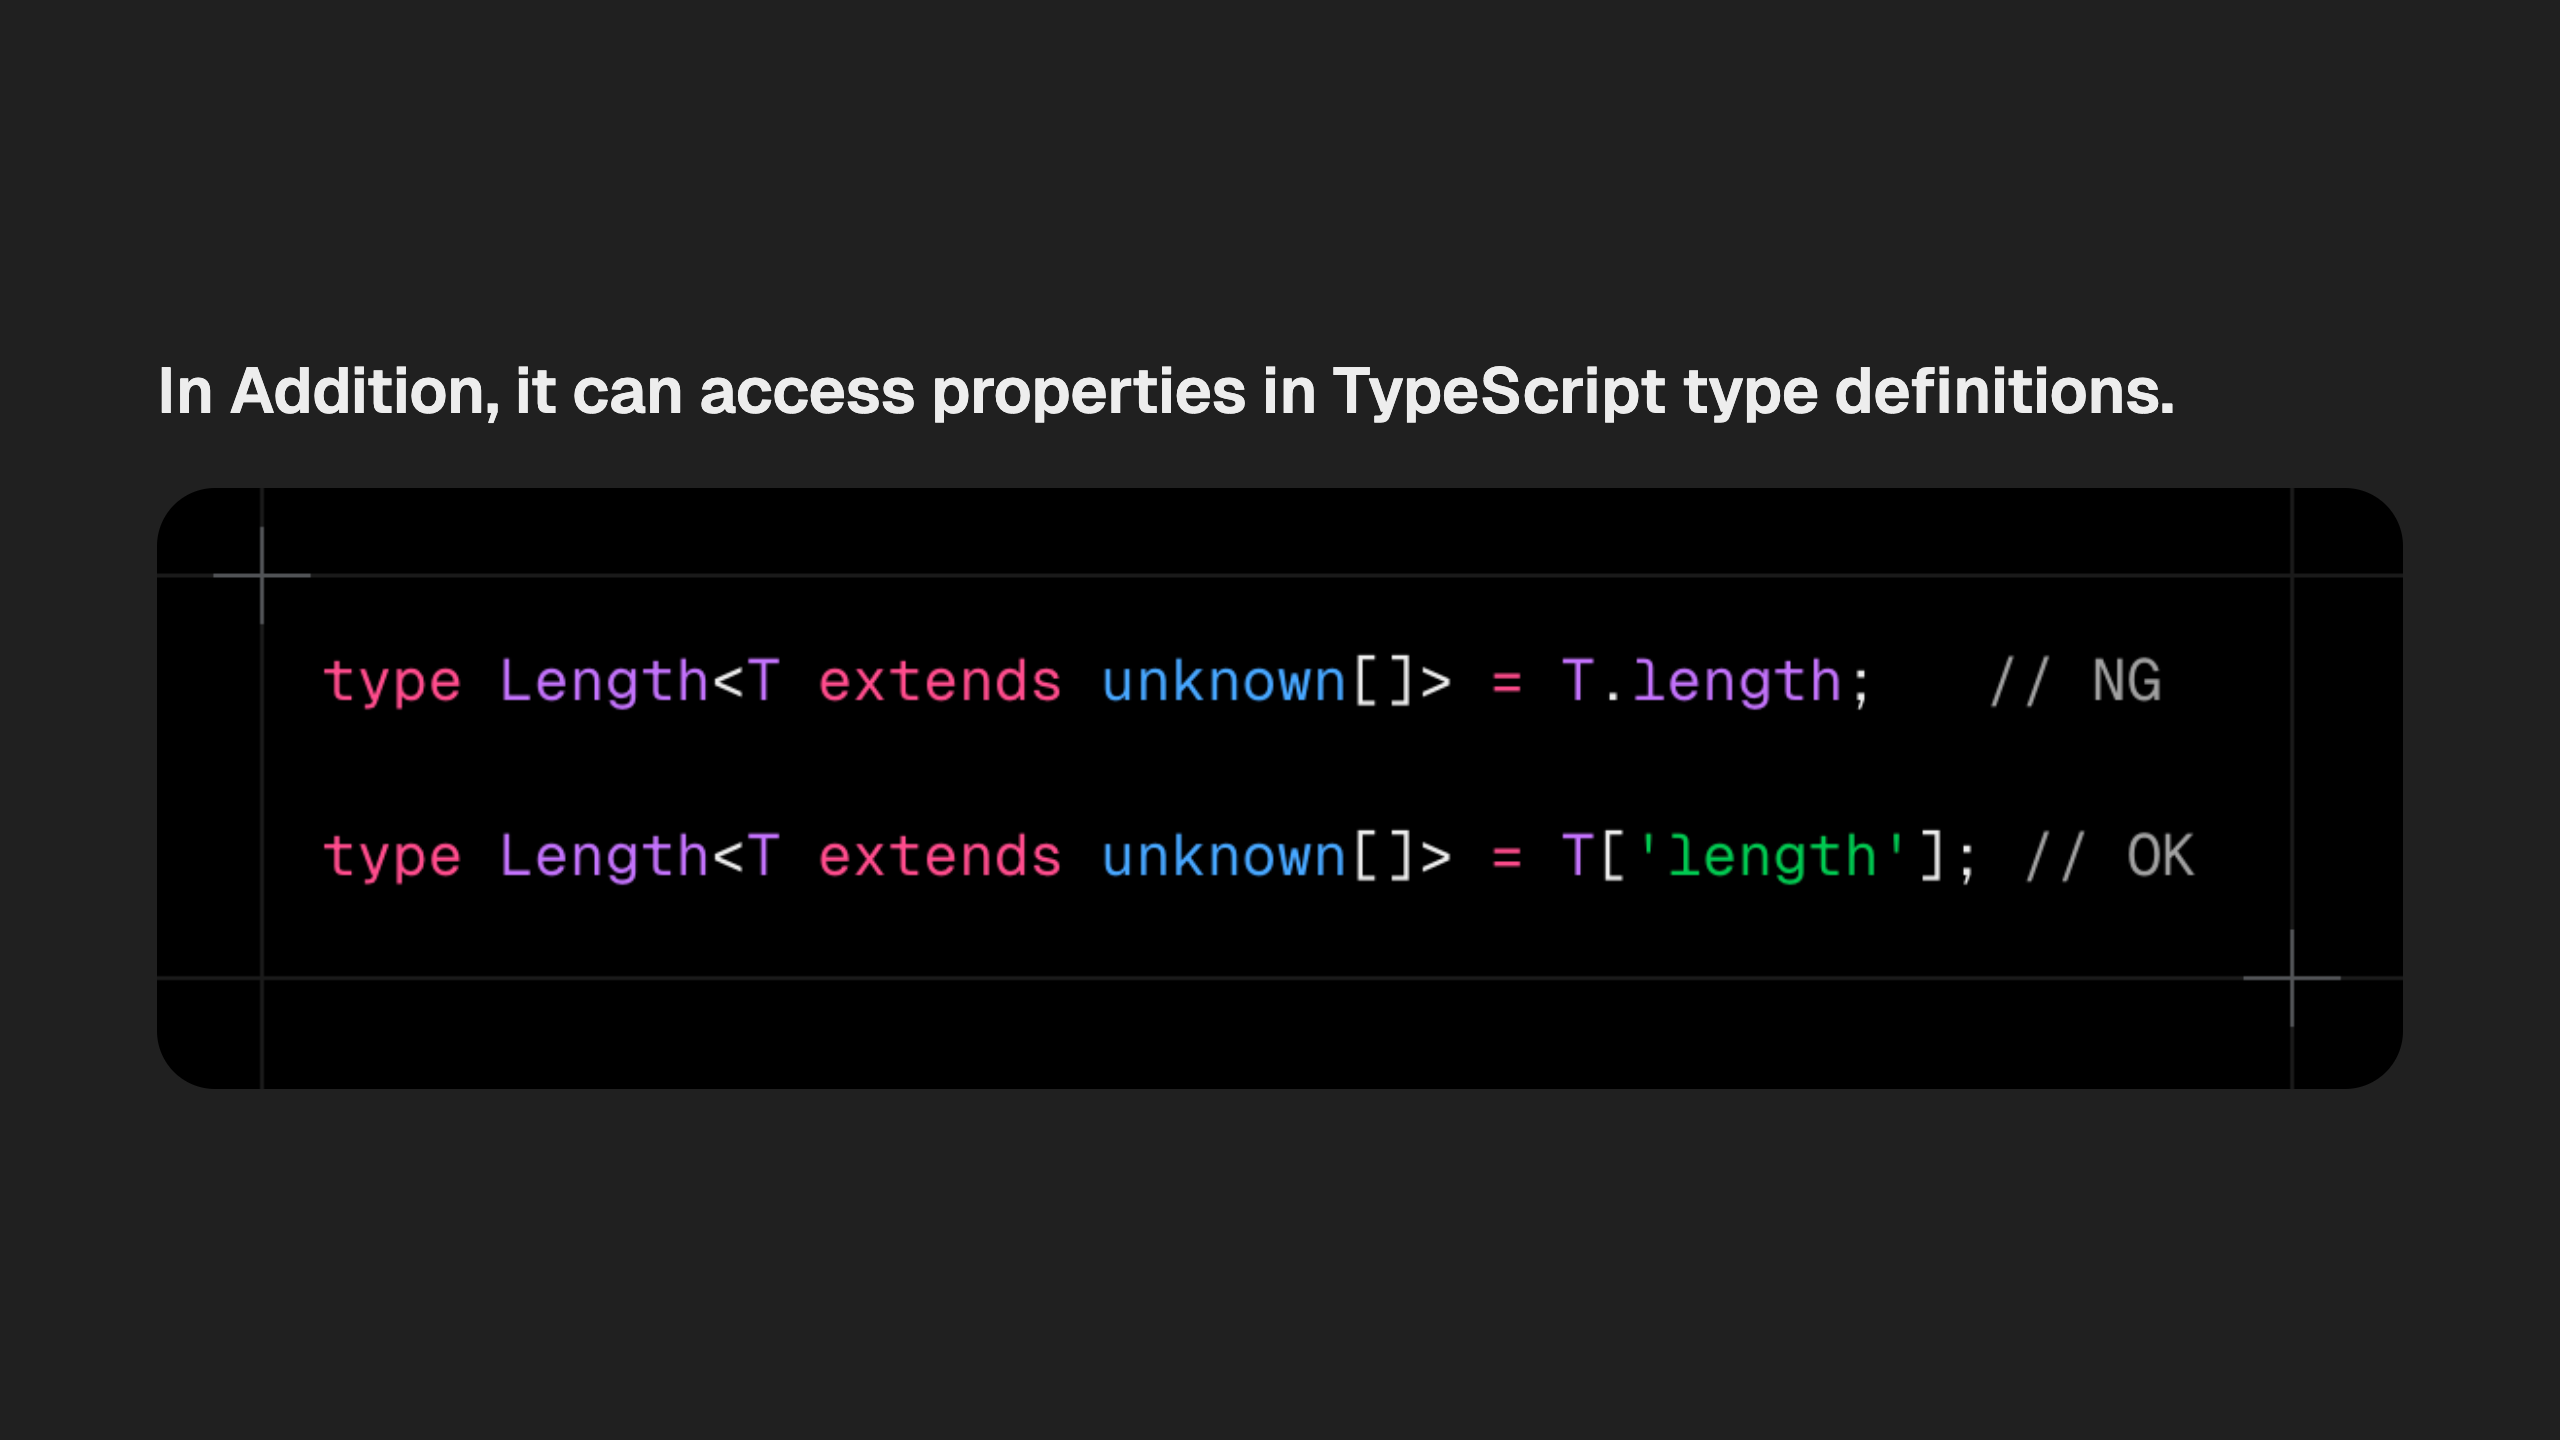 In Addition, it can access properties in TypeScript type definitions.
type Length<T extends unknown[]> = T.length;   // NG
type Length<T extends unknown[]> = T['length']; // OK